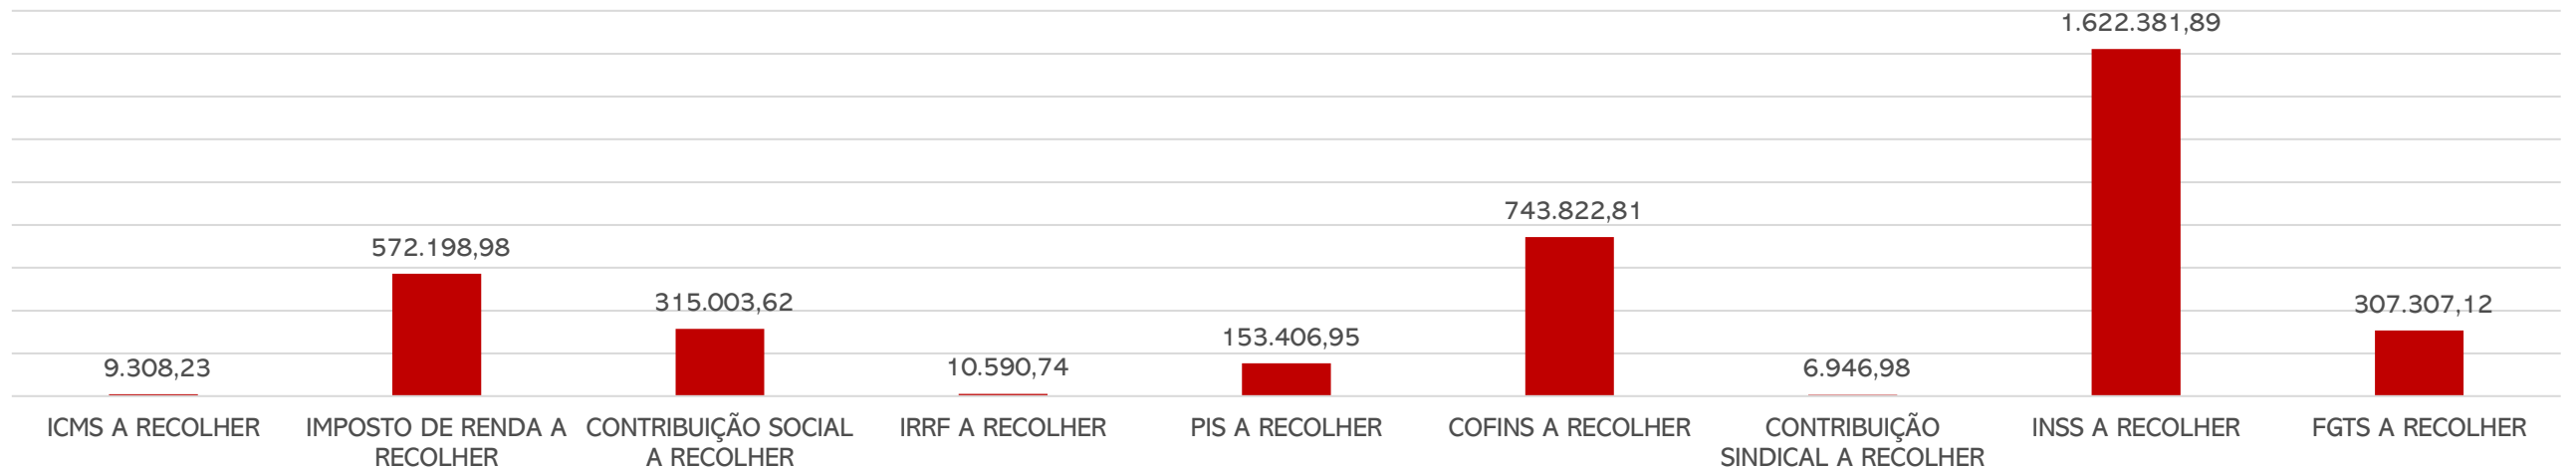 1.622.381,89
743.822,81
572.198,98
315.003,62
307.307,12
153.406,95
9.308,23
10.590,74
6.946,98
ICMS A RECOLHER
IMPOSTO DE RENDA A
RECOLHER
CONTRIBUIÇÃO SOCIAL
A RECOLHER
IRRF A RECOLHER
PIS A RECOLHER
COFINS A RECOLHER
CONTRIBUIÇÃO
SINDICAL A RECOLHER
INSS A RECOLHER
FGTS A RECOLHER